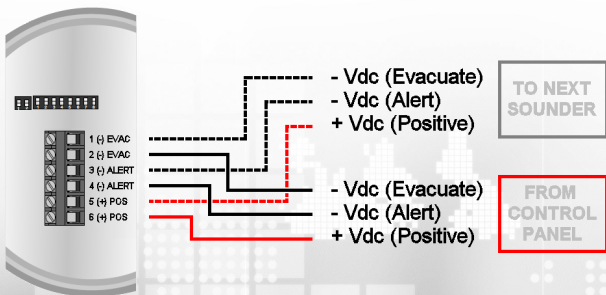 1 (-) EVAC
2 (-) EVAC
3 (-) ALERT
4 (-) ALERT
5 (+) POS
6 (+) POS
- Vdc (Evacuate)
- Vdc (Alert)
+ Vdc (Positive)
TO NEXT
SOUNDER
- Vdc (Evacuate)
- Vdc (Alert)
+ Vdc (Positive)
FROM
CONTROL
PANEL